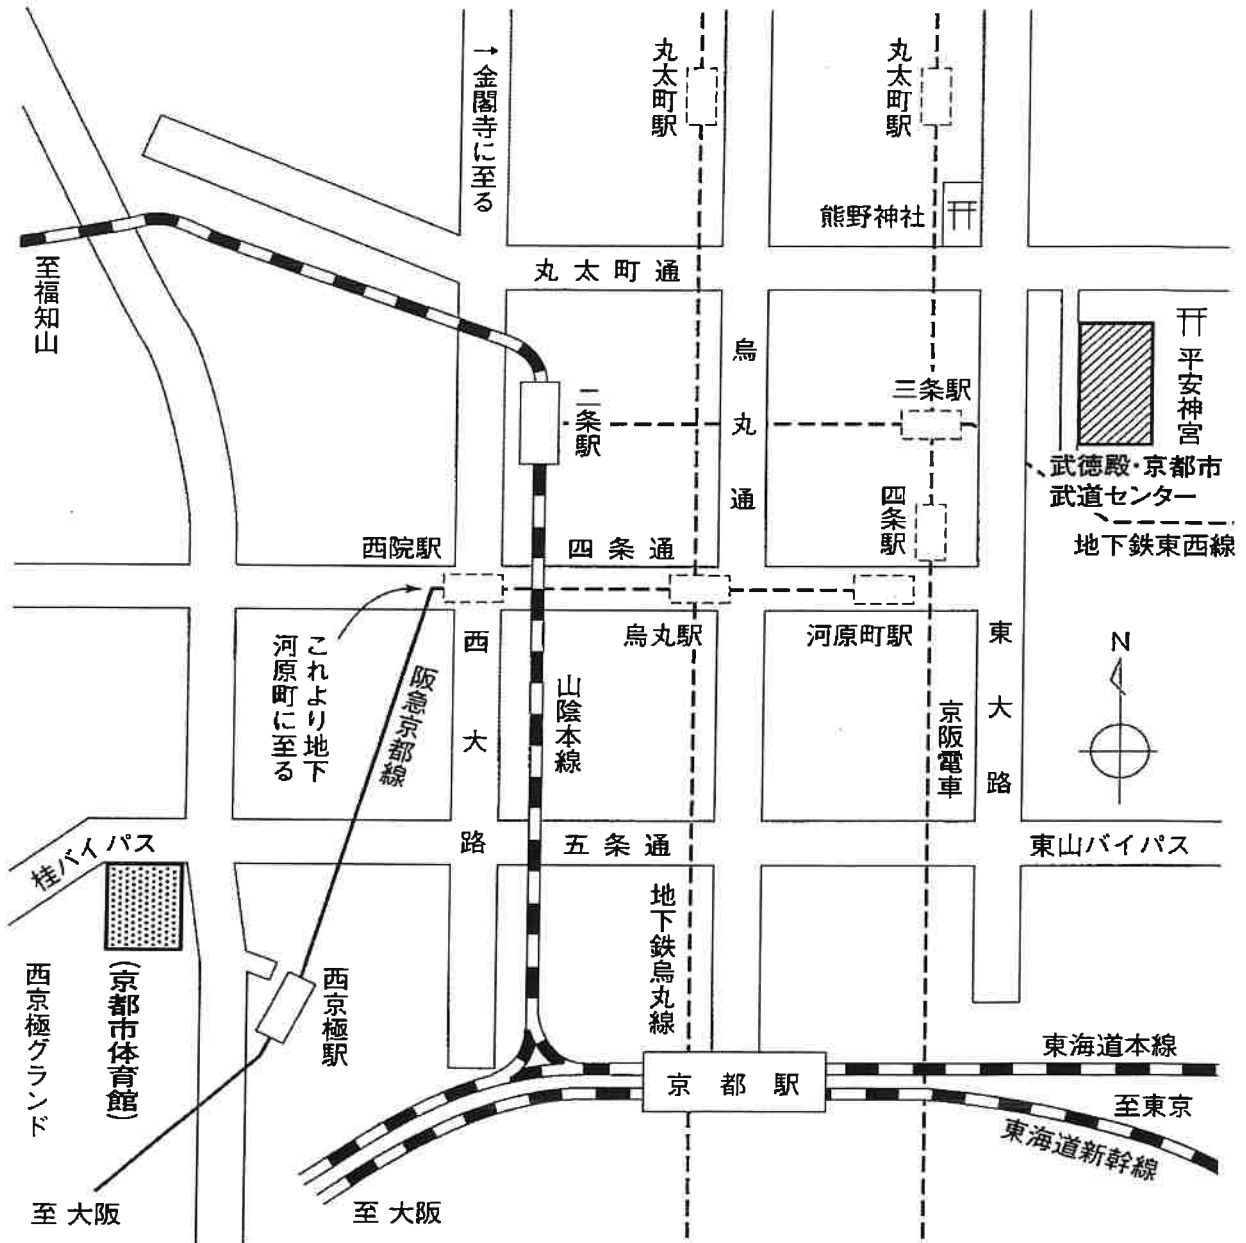 →金閣寺に至る
丸太町駅
丸太町駅
熊野神社
丸太町通
至福知山
烏丸通
二条駅
三条駅
平安神宮
武徳殿・京都市
武道センター
四条駅
地下鉄東西線
西院駅
四条通
烏丸駅
河原町駅
これより地下
河原町に至る
阪急京都線
西大路
山陰本線
京阪電車
東大路
N
桂バイパス
五条通
東山バイパス
地下鉄烏丸線
西京極グランド
(京都市体育館)
西京極駅
京都駅
東海道本線
至東京
東海道新幹線
至大阪
至大阪